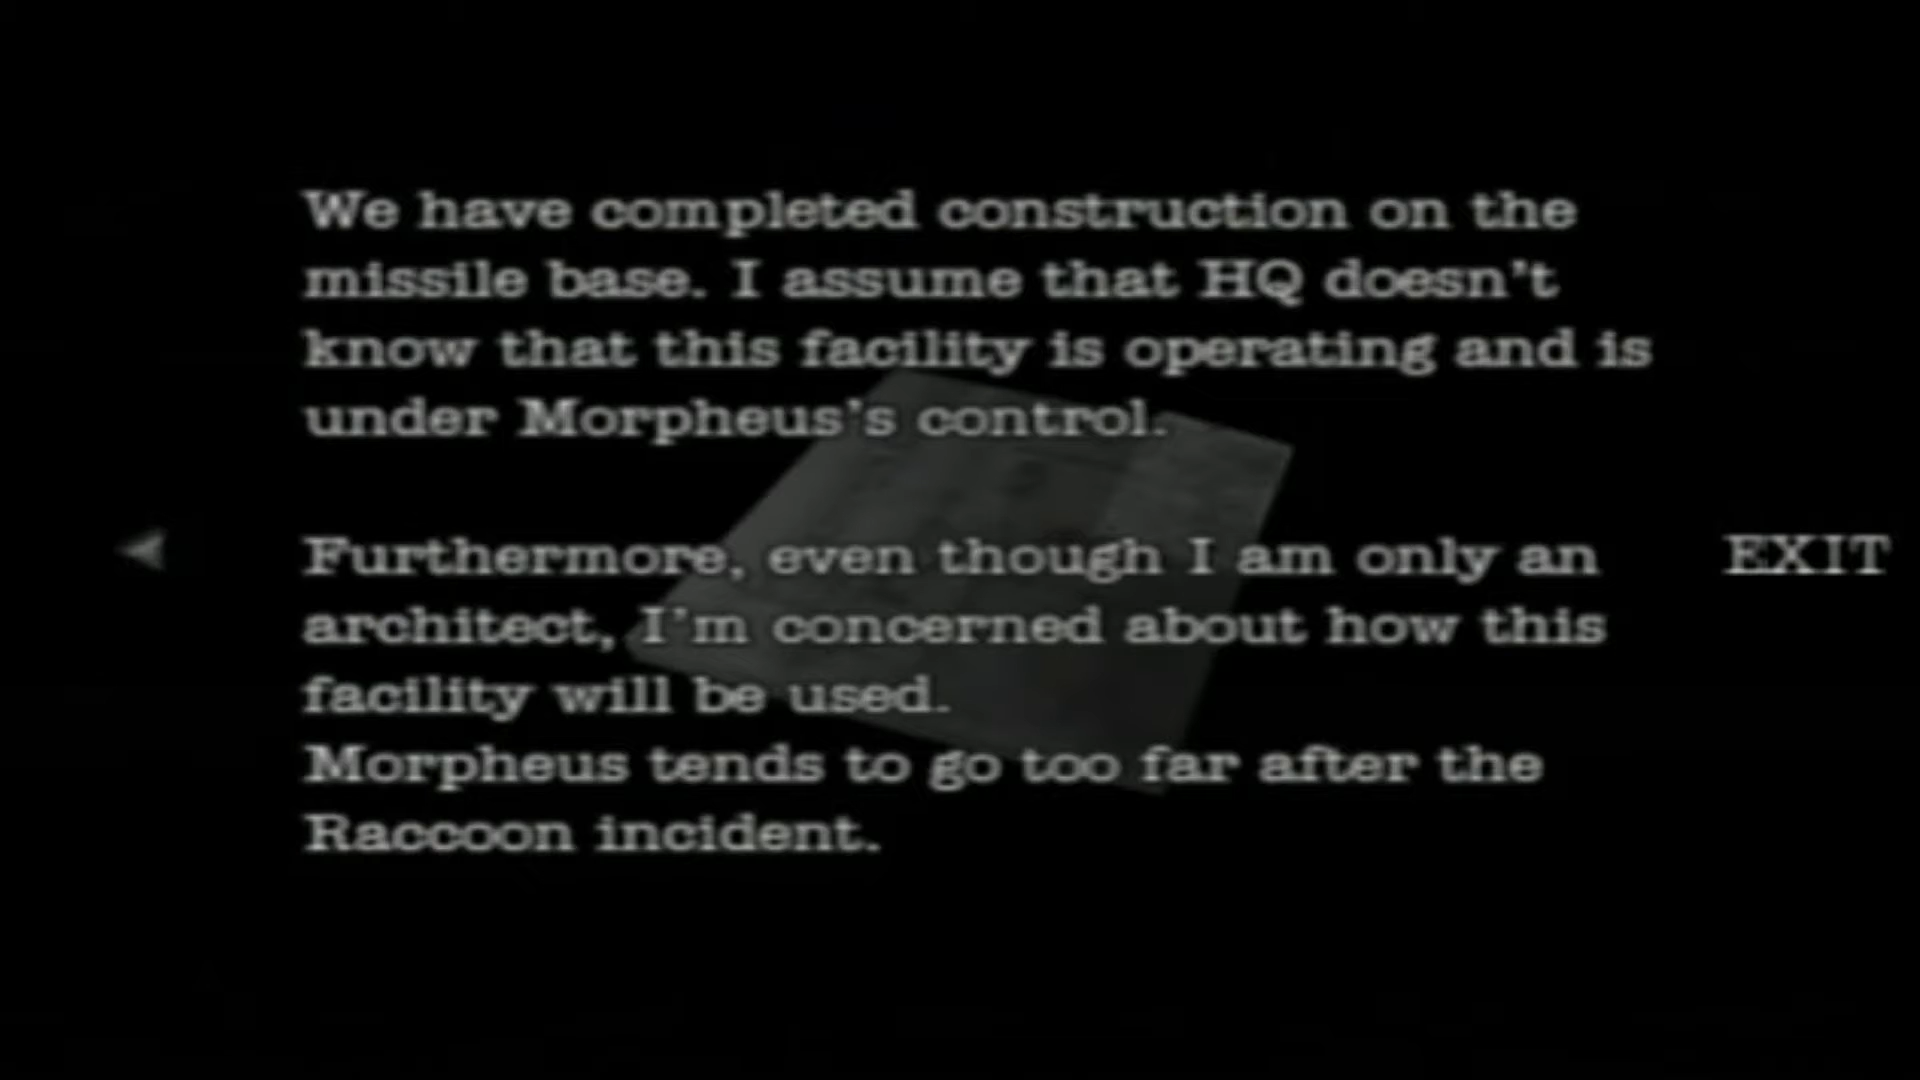 We have completed construction on the
missile base. I assume that HQ doesn't
know that this facility is operating and is
under Morpheus's control.
Furthermore, even though I am only an
architect, I'm concerned about how this
facility will be used.
Morpheus tends to go too far after the
Raccoon incident.
EXIT